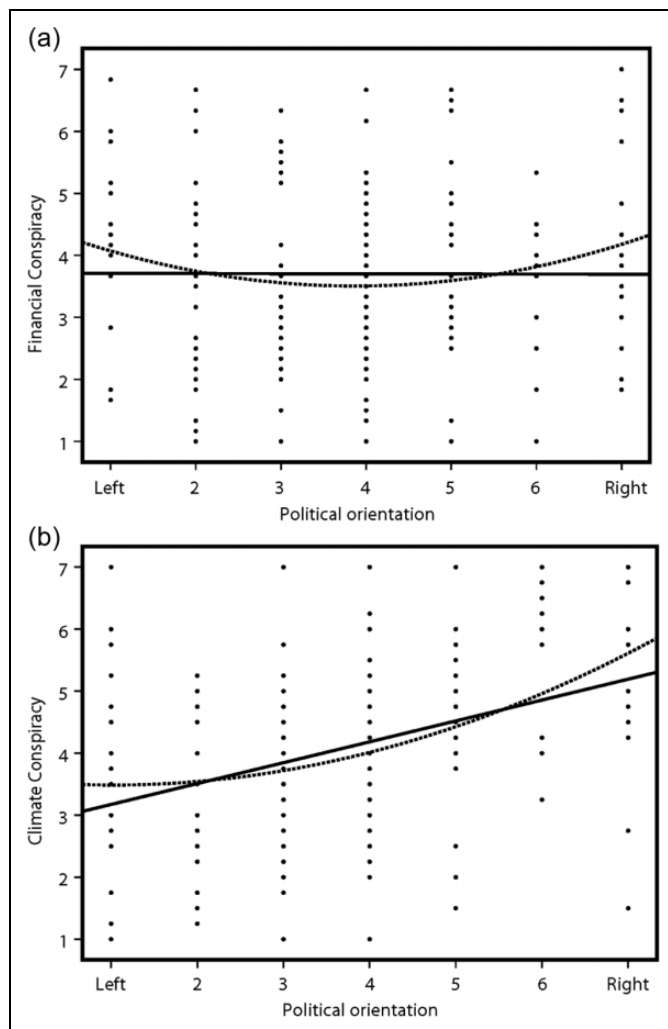 (a)
7
6
5
4
3
2
1
Financial Conspiracy
Left 2 3 4 5 6 Right
Political orientation
(b)
7
6
5
4
3
2
1
Climate Conspiracy
Left 2 3 4 5 6 Right
Political orientation